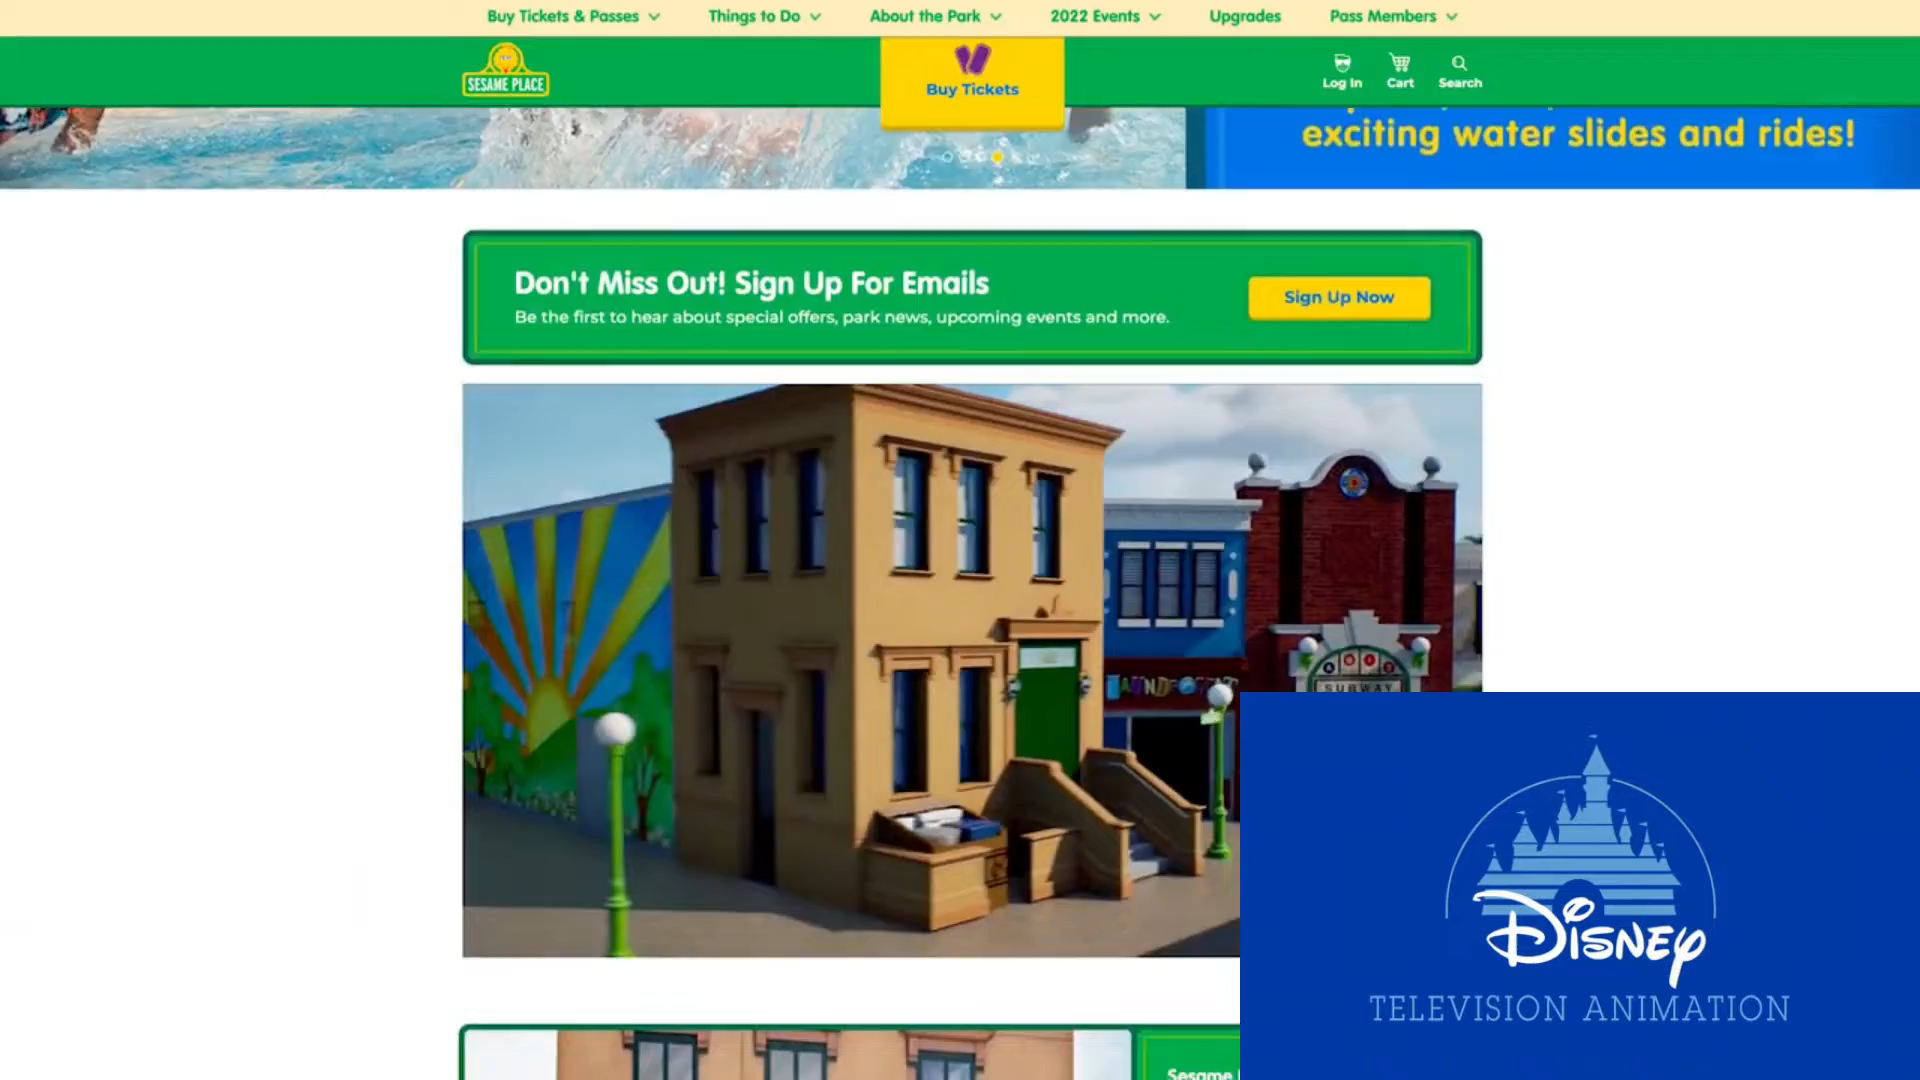 Buy Tickets & Passes
Things to Do
About the Park
2022 Events
Upgrades
Pass Members
SESAME PLACE
Buy Tickets
Log In
Cart
Search
exciting water slides and rides!
Don't Miss Out! Sign Up For Emails
Be the first to hear about special offers, park news, upcoming events and more.
Sign Up Now
SUBWAY
Disney
TELEVISION ANIMATION
Sesame